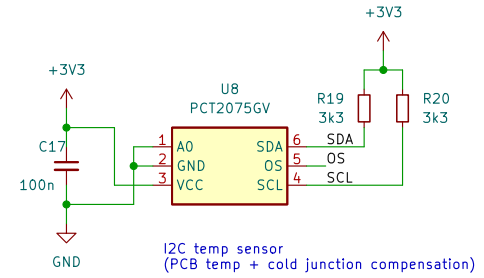 +3V3
+3V3
U8
PCT2075GV
R19
3k3
R20
3k3
C17
100n
1 A0
2 GND
3 VCC
SDA 6 SDA
OS 5 OS
SCL 4 SCL
GND
I2C temp sensor
(PCB temp + cold junction compensation)